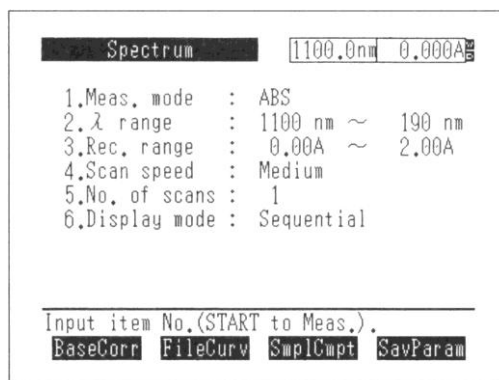 Spectrum 1100.0nm 0.000A
1.Meas. mode : ABS
2.λ range : 1100 nm ~ 190 nm
3.Rec. range : 0.00A ~ 2.00A
4.Scan speed : Medium
5.No. of scans : 1
6.Display mode : Sequential
Input item No.(START to Meas.).
BaseCorr FileCurv SmplCmpt SavParam